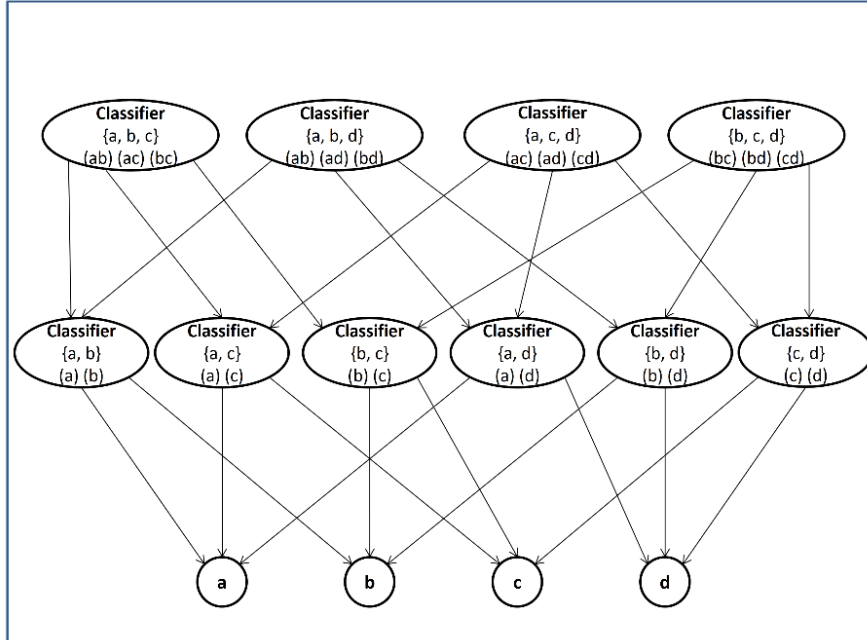 Classifier
{a, b, c}
(ab) (ac) (bc)
Classifier
{a, b, d}
(ab) (ad) (bd)
Classifier
{a, c, d}
(ac) (ad) (cd)
Classifier
{b, c, d}
(bc) (bd) (cd)
Classifier
{a, b}
(a) (b)
Classifier
{a, c}
(a) (c)
Classifier
{b, c}
(b) (c)
Classifier
{a, d}
(a) (d)
Classifier
{b, d}
(b) (d)
Classifier
{c, d}
(c) (d)
a
b
c
d